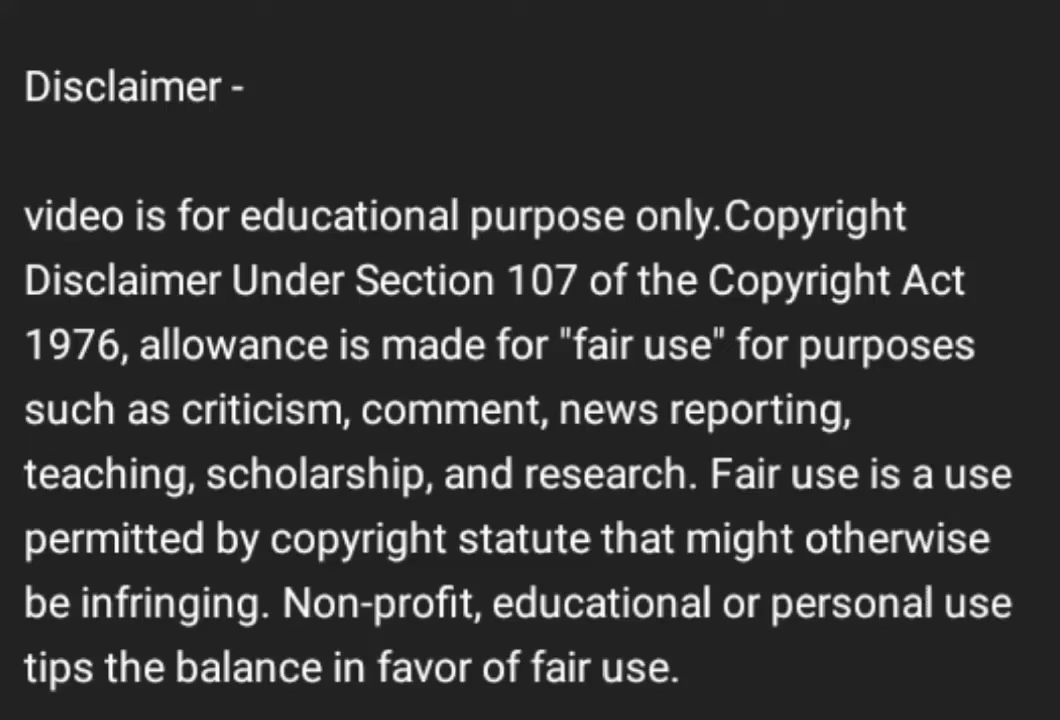 Disclaimer -
video is for educational purpose only.Copyright
Disclaimer Under Section 107 of the Copyright Act
1976, allowance is made for "fair use" for purposes
such as criticism, comment, news reporting,
teaching, scholarship, and research. Fair use is a use
permitted by copyright statute that might otherwise
be infringing. Non-profit, educational or personal use
tips the balance in favor of fair use.